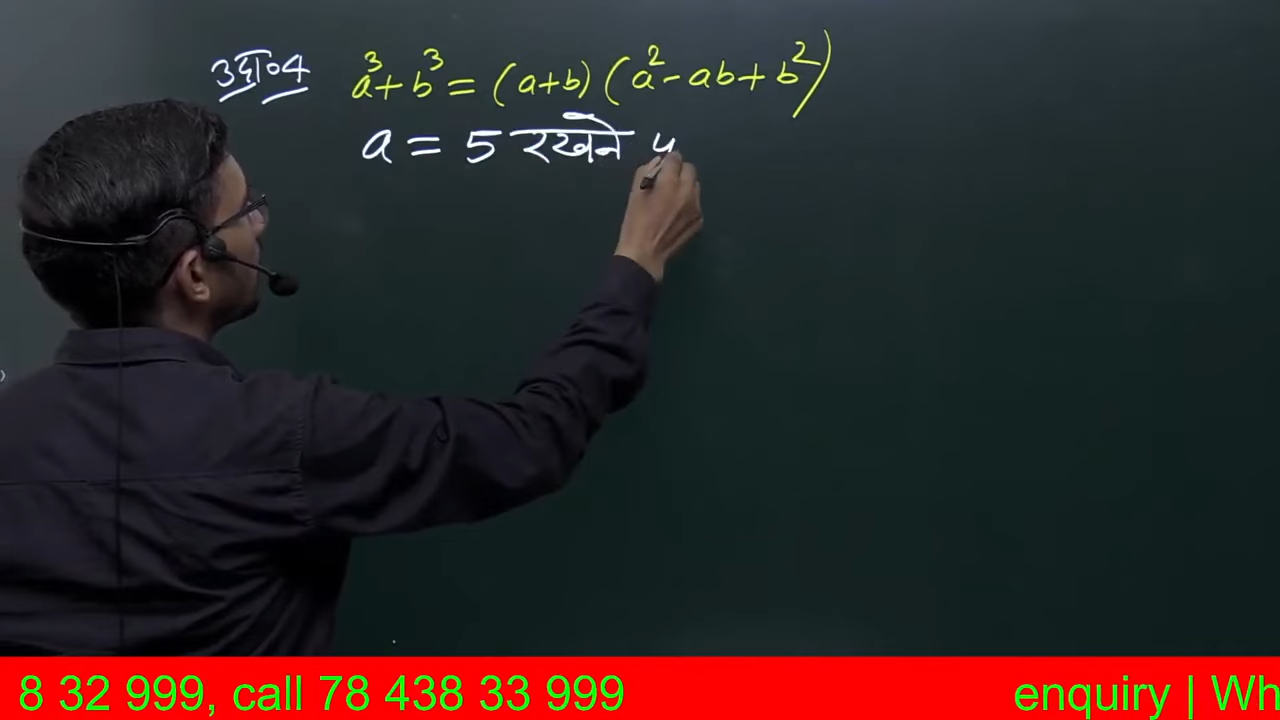 उदा०4 a³+b³ = (a+b) (a²-ab+b²)
a = 5 रखने
8 32 999, call 78 438 33 999 enquiry | Wh